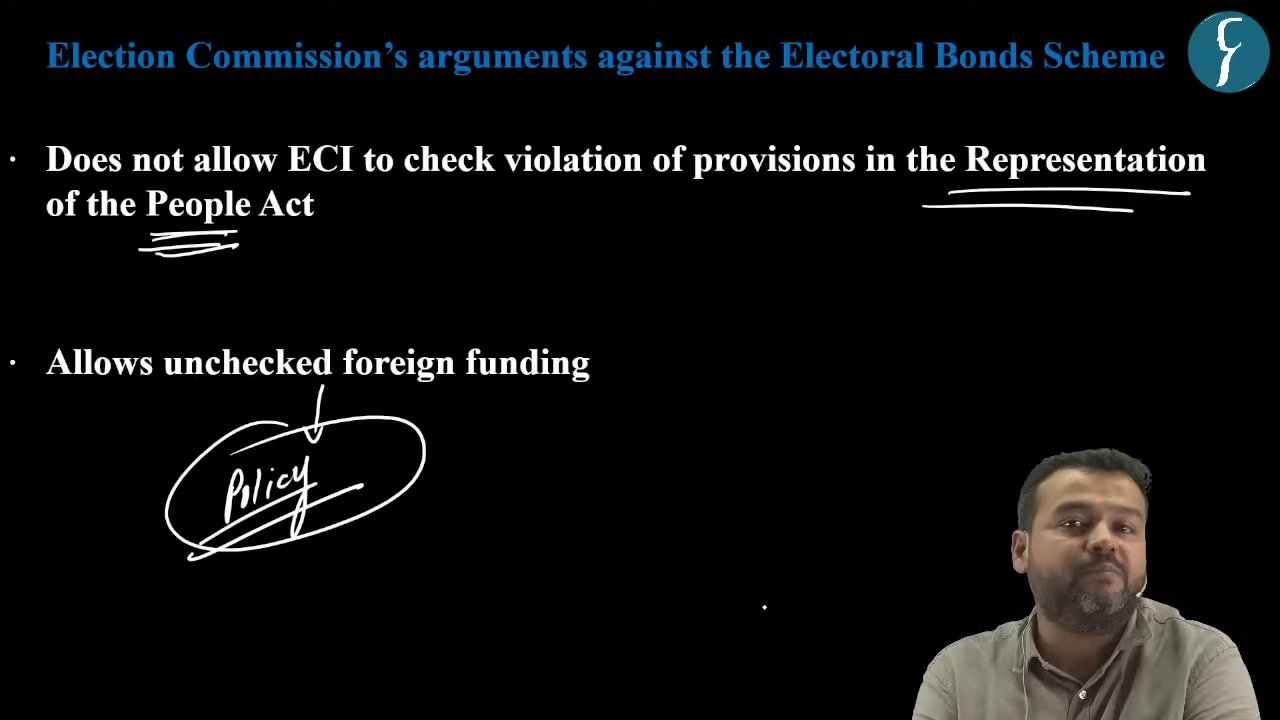 Election Commission's arguments against the Electoral Bonds Scheme
· Does not allow ECI to check violation of provisions in the Representation
of the People Act
· Allows unchecked foreign funding
Policy